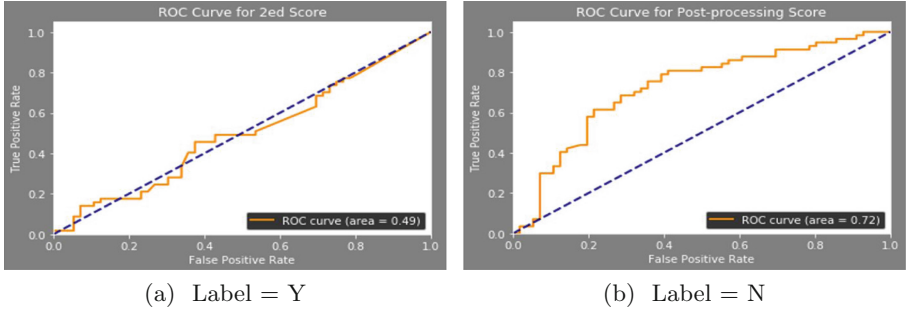 ROC Curve for 2ed Score
1.0
0.8
0.6
0.4
0.2
0.0
True Positive Rate
ROC curve (area = 0.49)
0.0 0.2 0.4 0.6 0.8 1.0
False Positive Rate
(a) Label = Y
ROC Curve for Post-processing Score
1.0
0.8
0.6
0.4
0.2
0.0
True Positive Rate
ROC curve (area = 0.72)
0.0 0.2 0.4 0.6 0.8 1.0
False Positive Rate
(b) Label = N